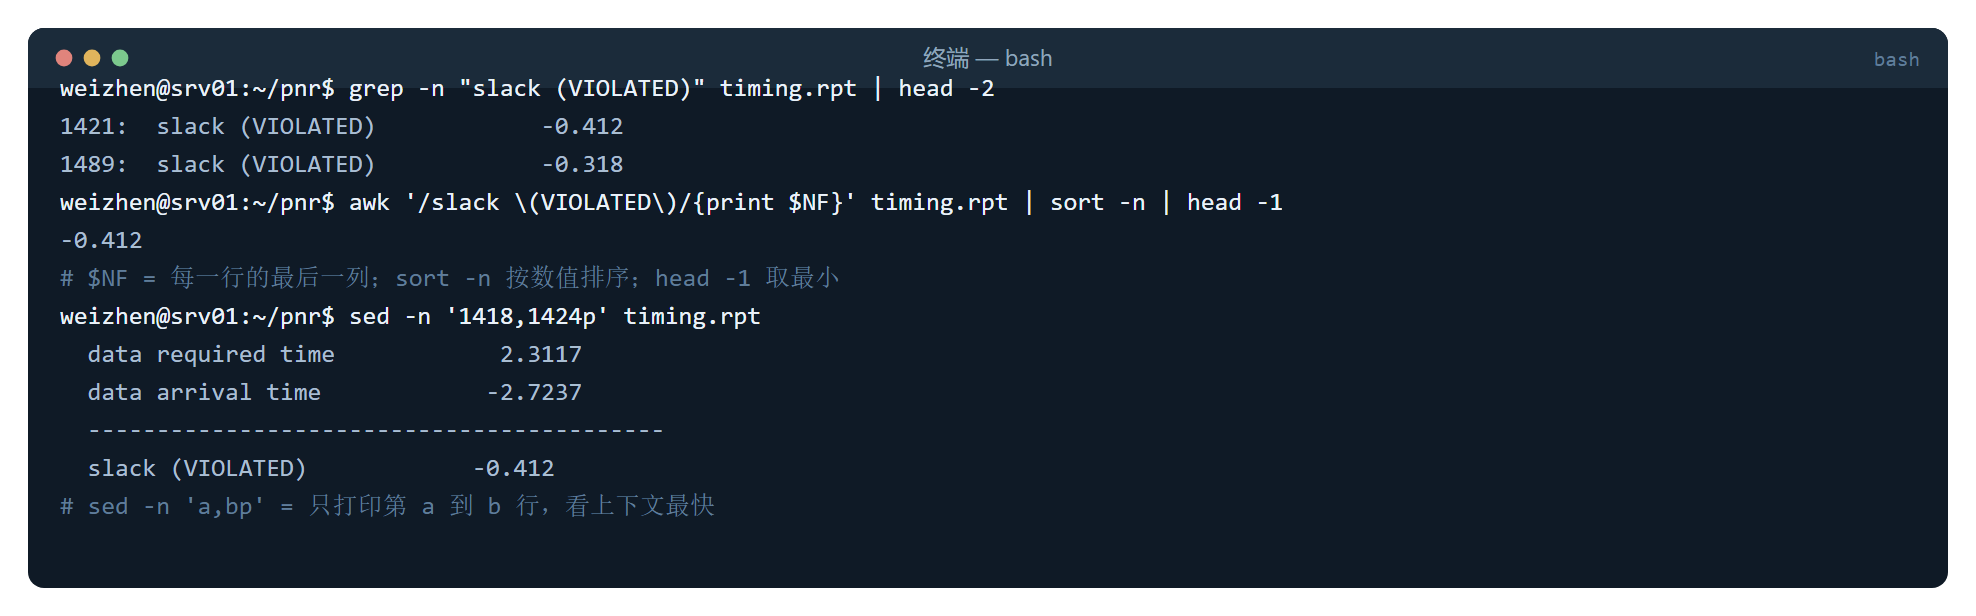 终端 — bash
bash
weizhen@srv01:~/pnr$ grep -n "slack (VIOLATED)" timing.rpt | head -2
1421:  slack (VIOLATED)            -0.412
1489:  slack (VIOLATED)            -0.318
weizhen@srv01:~/pnr$ awk '/slack \(VIOLATED\)/{print $NF}' timing.rpt | sort -n | head -1
-0.412
# $NF = 每一行的最后一列；sort -n 按数值排序；head -1 取最小
weizhen@srv01:~/pnr$ sed -n '1418,1424p' timing.rpt
  data required time            2.3117
  data arrival time            -2.7237
  ------------------------------------------
  slack (VIOLATED)            -0.412
# sed -n 'a,bp' = 只打印第 a 到 b 行，看上下文最快